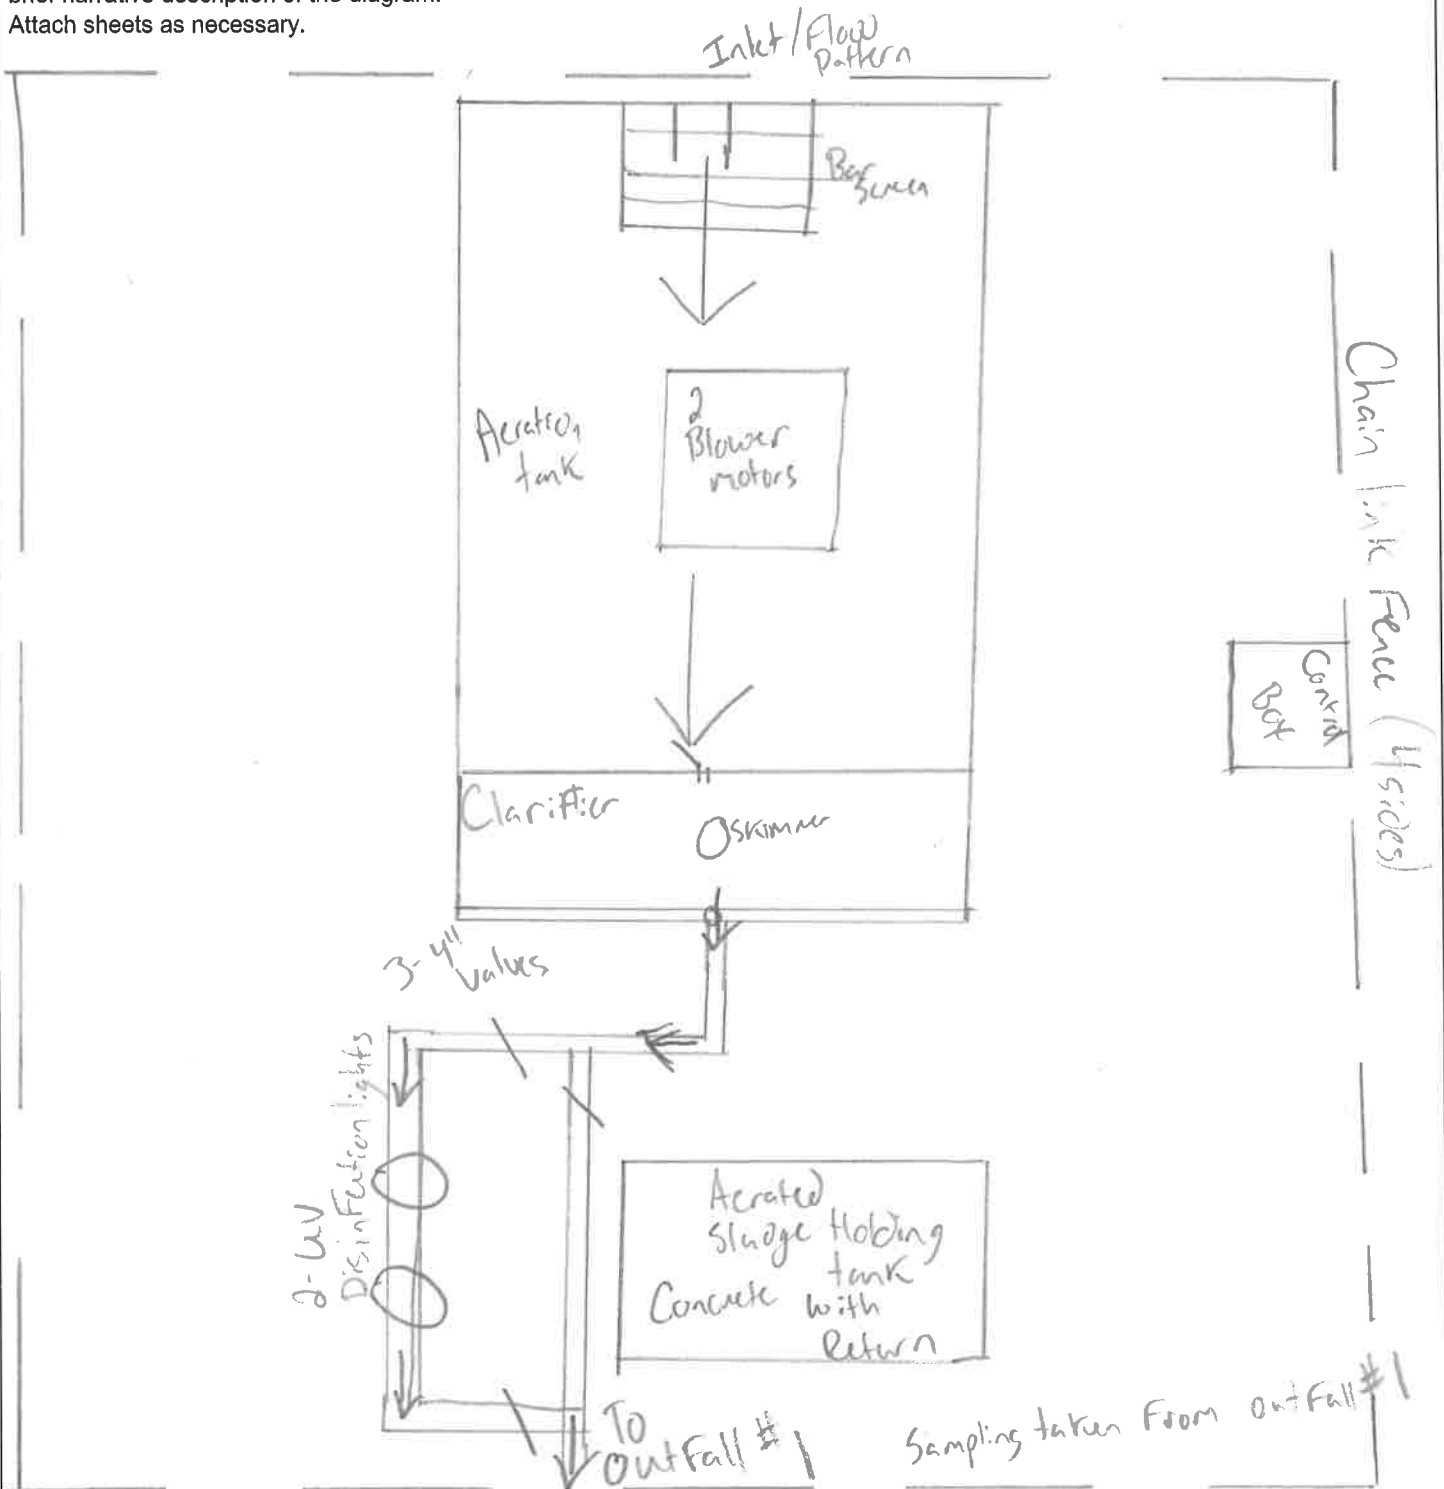 brief narrative description of the diagram.
Attach sheets as necessary.
Inlet/Flow
Pattern
Bar
Screen
Aeration
tank
2
Blower
motors
Chain link Fence (4 sides)
Control
Box
Clarifier
Skimmer
3-4"
Valves
2-UV
Disinfection lights
Aerated
Sludge Holding
tank
Concrete with
Return
To
Outfall #1
Sampling taken From Outfall #1